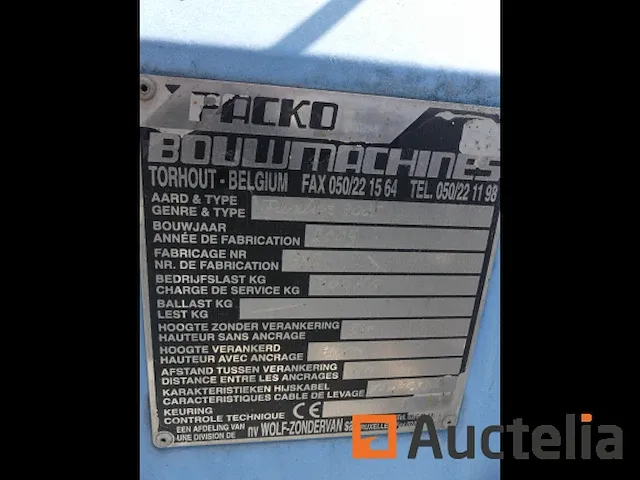 PACKO
BOUWMACHINES
TORHOUT - BELGIUM FAX 050/22 15 64 TEL. 050/22 11 98
AARD & TYPE
GENRE & TYPE
BOUWJAAR
ANNÉE DE FABRICATION
FABRICAGE NR
NR. DE FABRICATION
BEDRIJFSLAST KG
CHARGE DE SERVICE KG
BALLAST KG
LEST KG
HOOGTE ZONDER VERANKERING
HAUTEUR SANS ANCRAGE
HOOGTE VERANKERD
HAUTEUR AVEC ANCRAGE
AFSTAND TUSSEN VERANKERING
DISTANCE ENTRE LES ANCRAGES
KARAKTERISTIEKEN HIJSKABEL
CARACTERISTIQUES CABLE DE LEVAGE
KEURING
CONTROLE TECHNIQUE CE
EEN AFDELING VAN
UNE DIVISION DE nv WOLF-ZONDERVAN sa
Auctelia